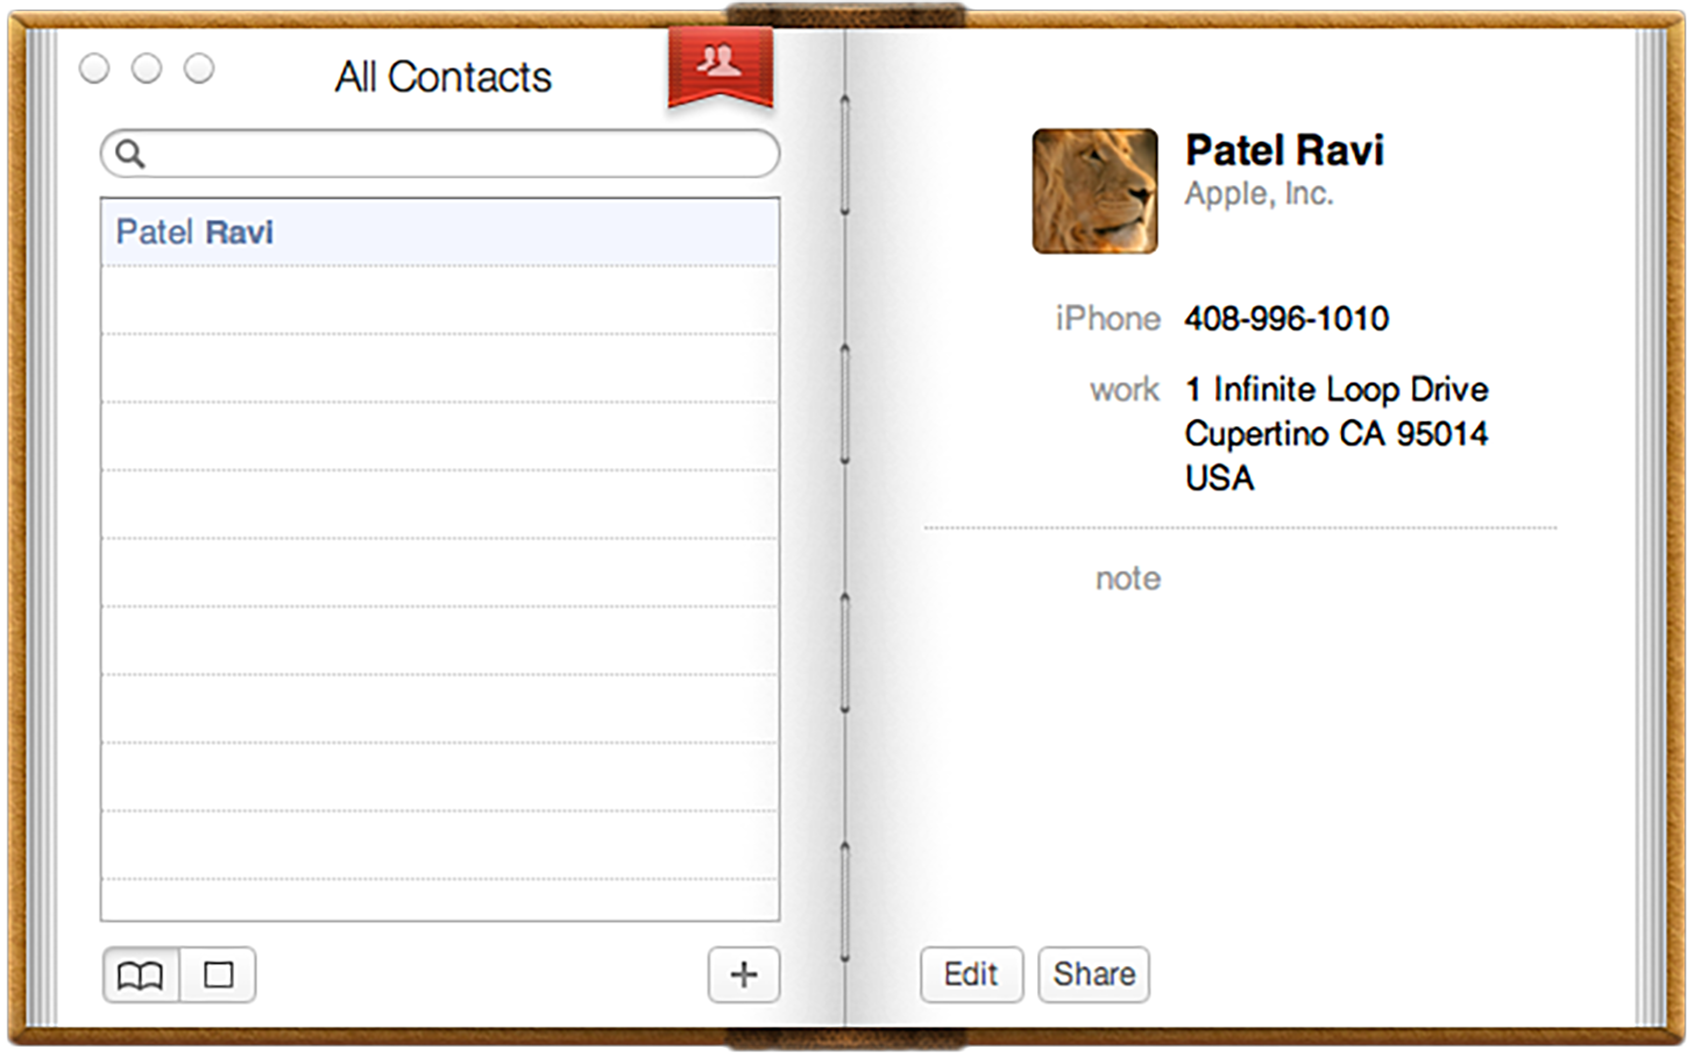 All Contacts
Patel Ravi
Patel Ravi
Apple, Inc.
iPhone 408-996-1010
work 1 Infinite Loop Drive
Cupertino CA 95014
USA
note
Edit Share